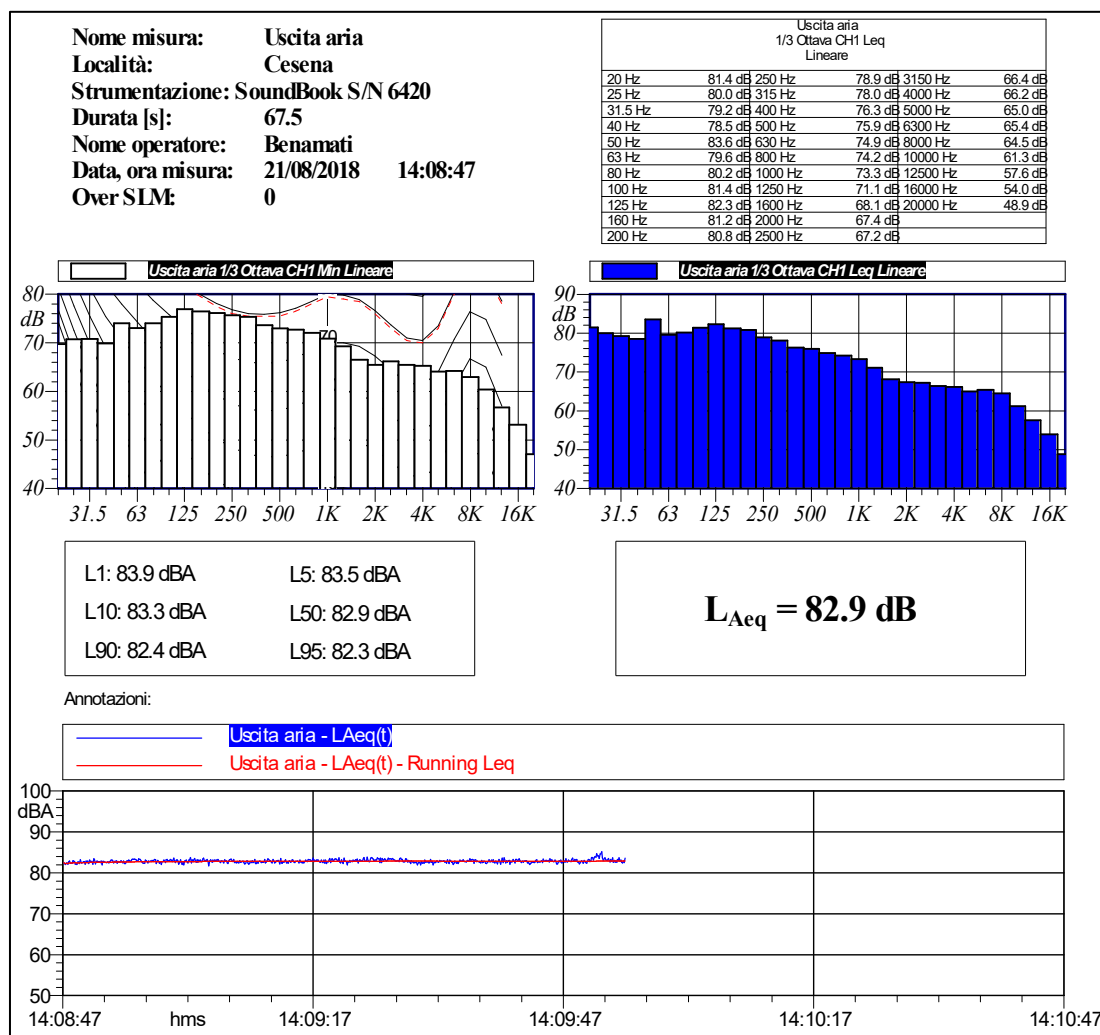 Nome misura: Uscita aria
Località: Cesena
Strumentazione: SoundBook S/N 6420
Durata [s]: 67.5
Nome operatore: Benamati
Data, ora misura: 21/08/2018 14:08:47
Over SLM: 0
Uscita aria
1/3 Ottava CH1 Leq
Lineare
20 Hz 81.4 dB 250 Hz 78.9 dB 3150 Hz 66.4 dB
25 Hz 80.0 dB 315 Hz 78.0 dB 4000 Hz 66.2 dB
31.5 Hz 79.2 dB 400 Hz 76.3 dB 5000 Hz 65.0 dB
40 Hz 78.5 dB 500 Hz 75.9 dB 6300 Hz 65.4 dB
50 Hz 83.6 dB 630 Hz 74.9 dB 8000 Hz 64.5 dB
63 Hz 79.6 dB 800 Hz 74.2 dB 10000 Hz 61.3 dB
80 Hz 80.2 dB 1000 Hz 73.3 dB 12500 Hz 57.6 dB
100 Hz 81.4 dB 1250 Hz 71.1 dB 16000 Hz 54.0 dB
125 Hz 82.3 dB 1600 Hz 68.1 dB 20000 Hz 48.9 dB
160 Hz 81.2 dB 2000 Hz 67.4 dB
200 Hz 80.8 dB 2500 Hz 67.2 dB
Uscita aria 1/3 Ottava CH1 Min Lineare
80
dB
70
60
50
40
31.5 63 125 250 500 1K 2K 4K 8K 16K
Uscita aria 1/3 Ottava CH1 Leq Lineare
90
dB
80
70
60
50
40
31.5 63 125 250 500 1K 2K 4K 8K 16K
L1: 83.9 dBA L5: 83.5 dBA
L10: 83.3 dBA L50: 82.9 dBA
L90: 82.4 dBA L95: 82.3 dBA
LAeq = 82.9 dB
Annotazioni:
Uscita aria - LAeq(t)
Uscita aria - LAeq(t) - Running Leq
100
dBA
90
80
70
60
50
14:08:47 hms 14:09:17 14:09:47 14:10:17 14:10:47